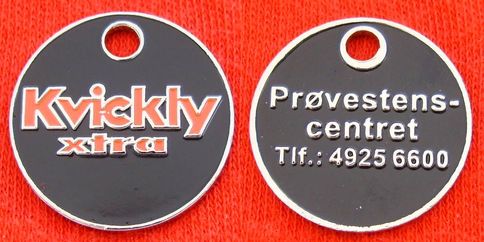 Kvickly
xtra
Prøvestens-
centret
Tlf.: 4925 6600